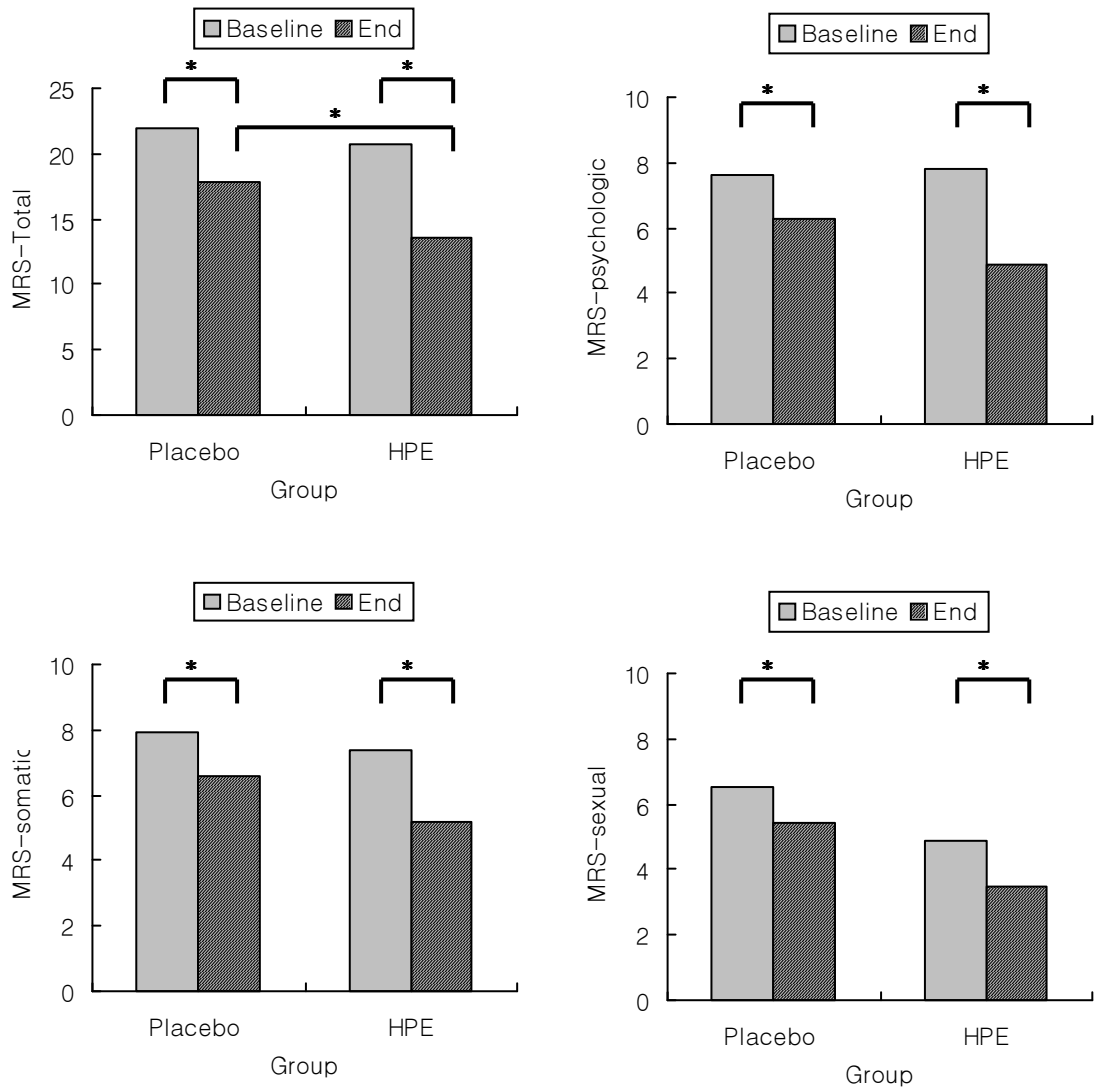 Baseline End
*
*
*
25
20
15
10
5
0
MRS-Total
Placebo HPE
Group
Baseline End
*
*
10
8
6
4
2
0
MRS-psychologic
Placebo HPE
Group
Baseline End
*
*
10
8
6
4
2
0
MRS-somatic
Placebo HPE
Group
Baseline End
*
*
10
8
6
4
2
0
MRS-sexual
Placebo HPE
Group